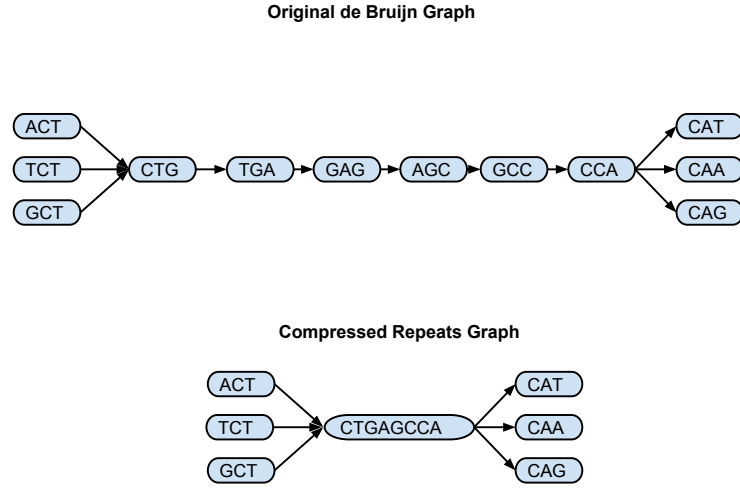 Original de Bruijn Graph
ACT
CAT
TCT
CTG
TGA
GAG
AGC
GCC
CCA
CAA
GCT
CAG
Compressed Repeats Graph
ACT
CAT
TCT
CTGAGCCA
CAA
GCT
CAG